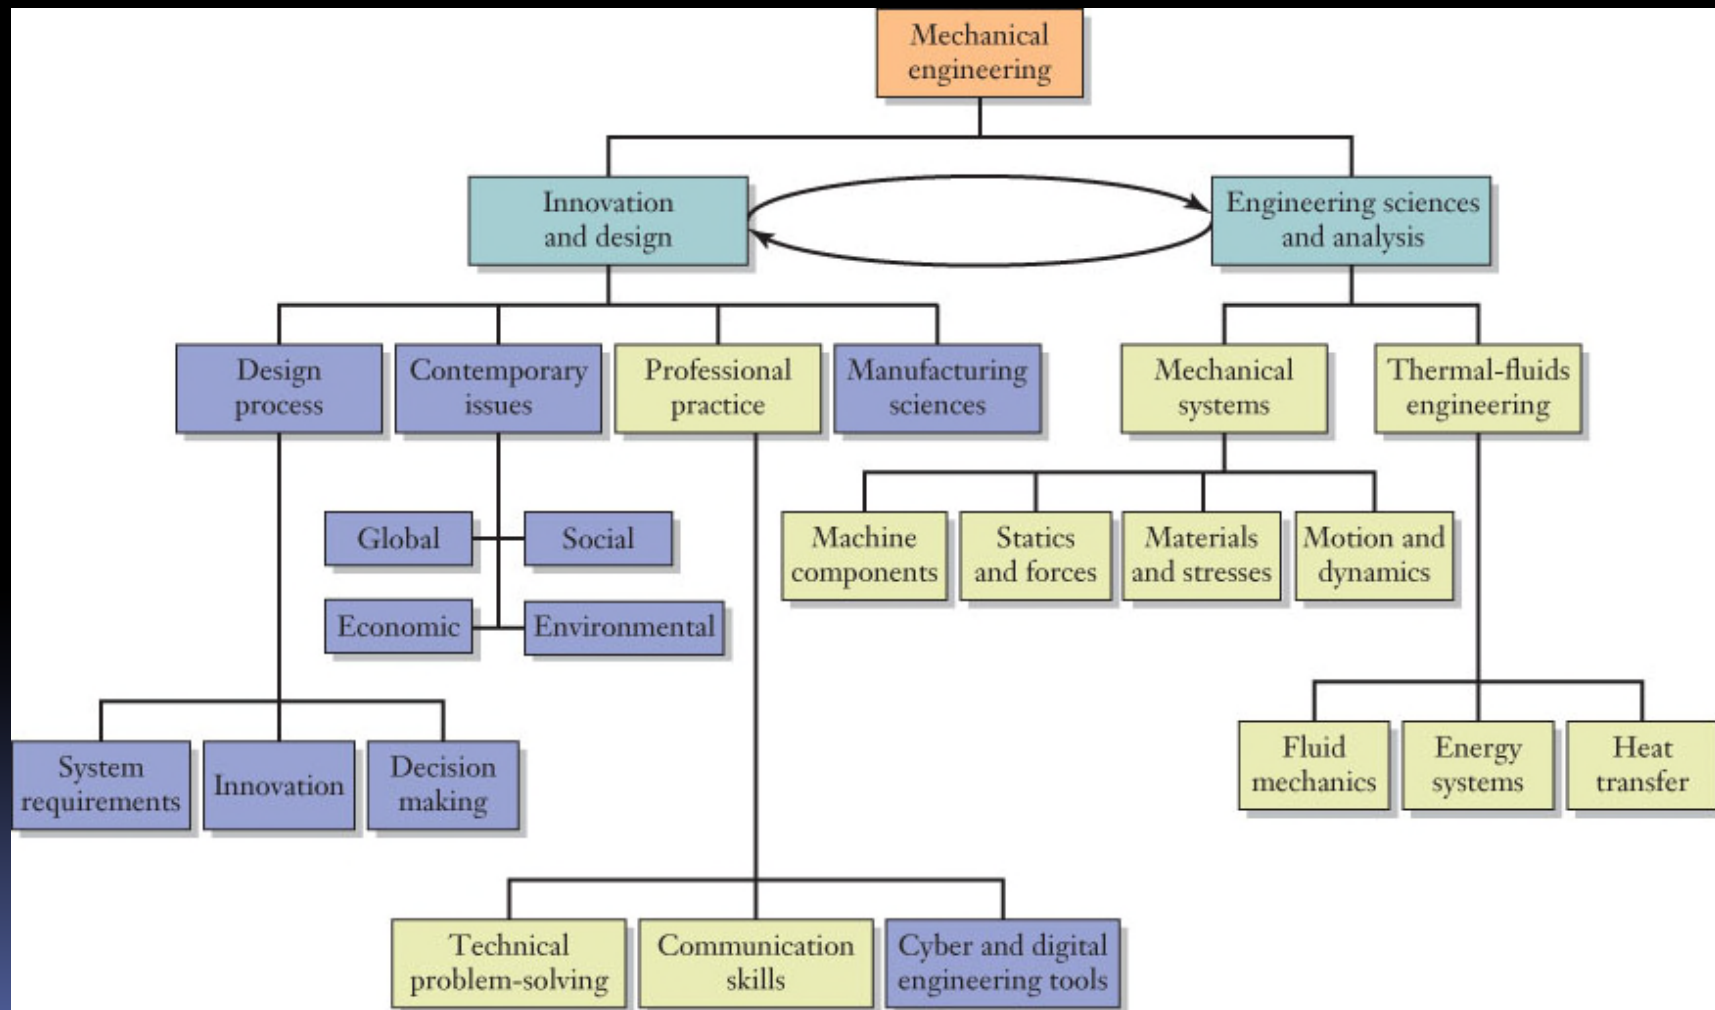 Mechanical
engineering
Innovation
and design
Engineering sciences
and analysis
Design
process
Contemporary
issues
Professional
practice
Manufacturing
sciences
Mechanical
systems
Thermal-fluids
engineering
Global
Social
Economic
Environmental
Machine
components
Statics
and forces
Materials
and stresses
Motion and
dynamics
System
requirements
Innovation
Decision
making
Fluid
mechanics
Energy
systems
Heat
transfer
Technical
problem-solving
Communication
skills
Cyber and digital
engineering tools